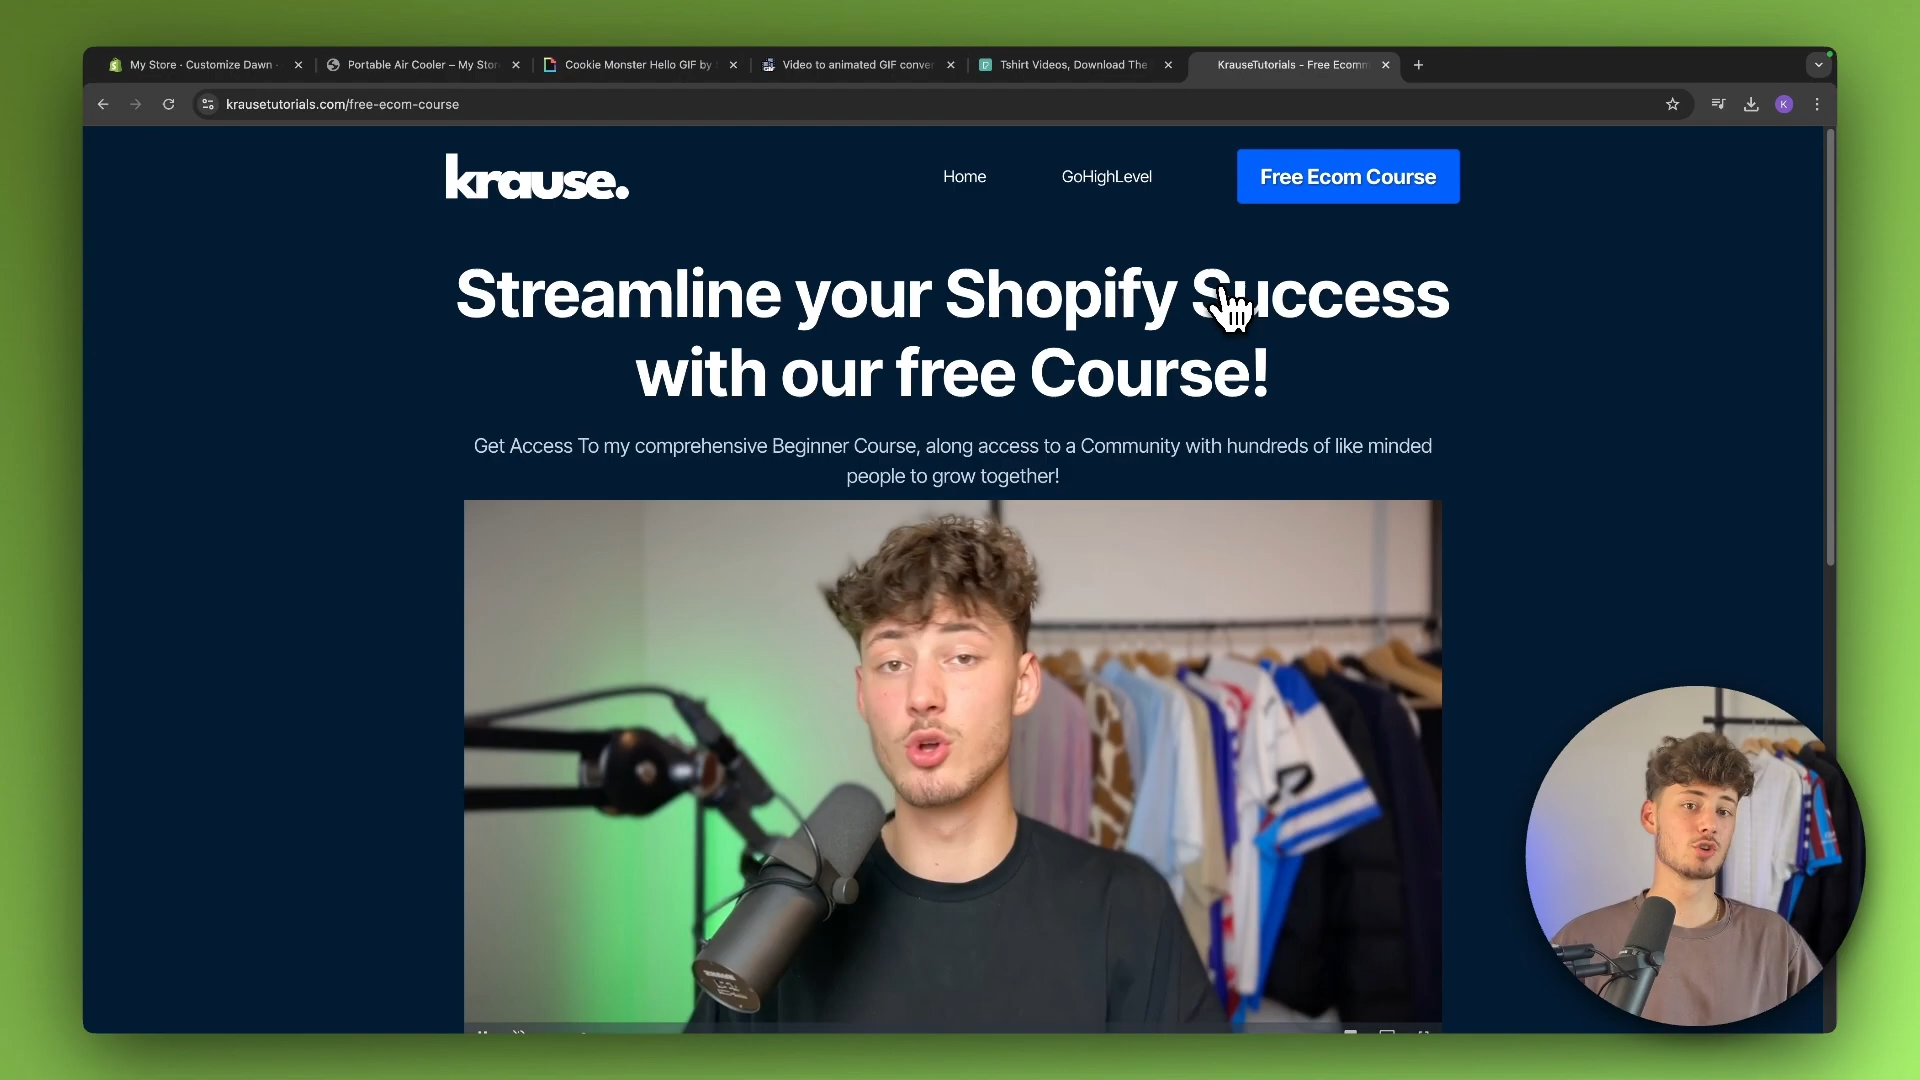 My Store · Customize Dawn ·
Portable Air Cooler – My Stor
Cookie Monster Hello GIF by
Video to animated GIF conver
Tshirt Videos, Download The
KrauseTutorials - Free Ecomm
krausetutorials.com/free-ecom-course
K
krause.
Home
GoHighLevel
Free Ecom Course
Streamline your Shopify Success
with our free Course!
Get Access To my comprehensive Beginner Course, along access to a Community with hundreds of like minded
people to grow together!